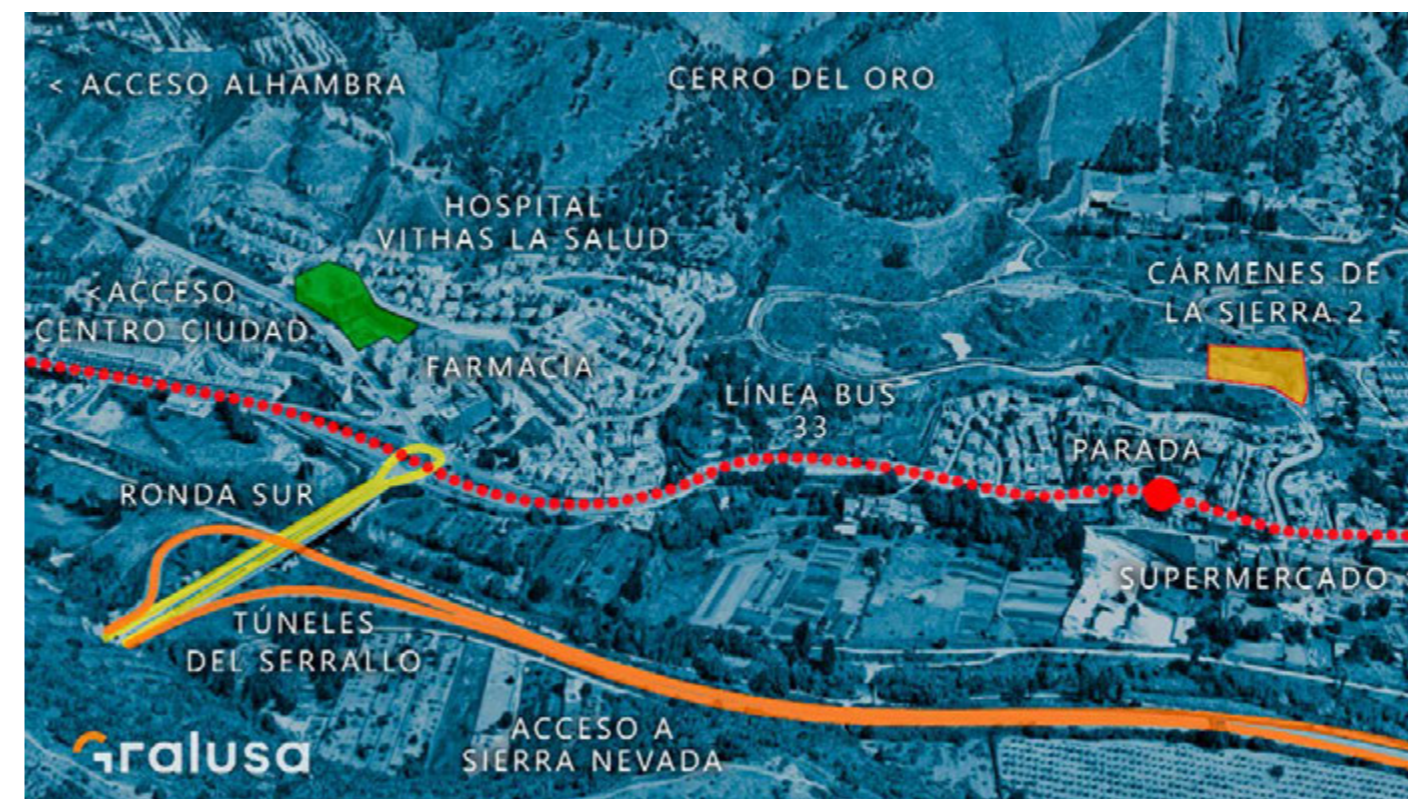 < ACCESO ALHAMBRA
CERRO DEL ORO
HOSPITAL
VITHAS LA SALUD
<ACCESO
CENTRO CIUDAD
CÁRMENES DE
LA SIERRA 2
FARMACIA
LÍNEA BUS
33
PARADA
RONDA SUR
SUPERMERCADO
TÚNELES
DEL SERRALLO
ACCESO A
SIERRA NEVADA
Gralusa